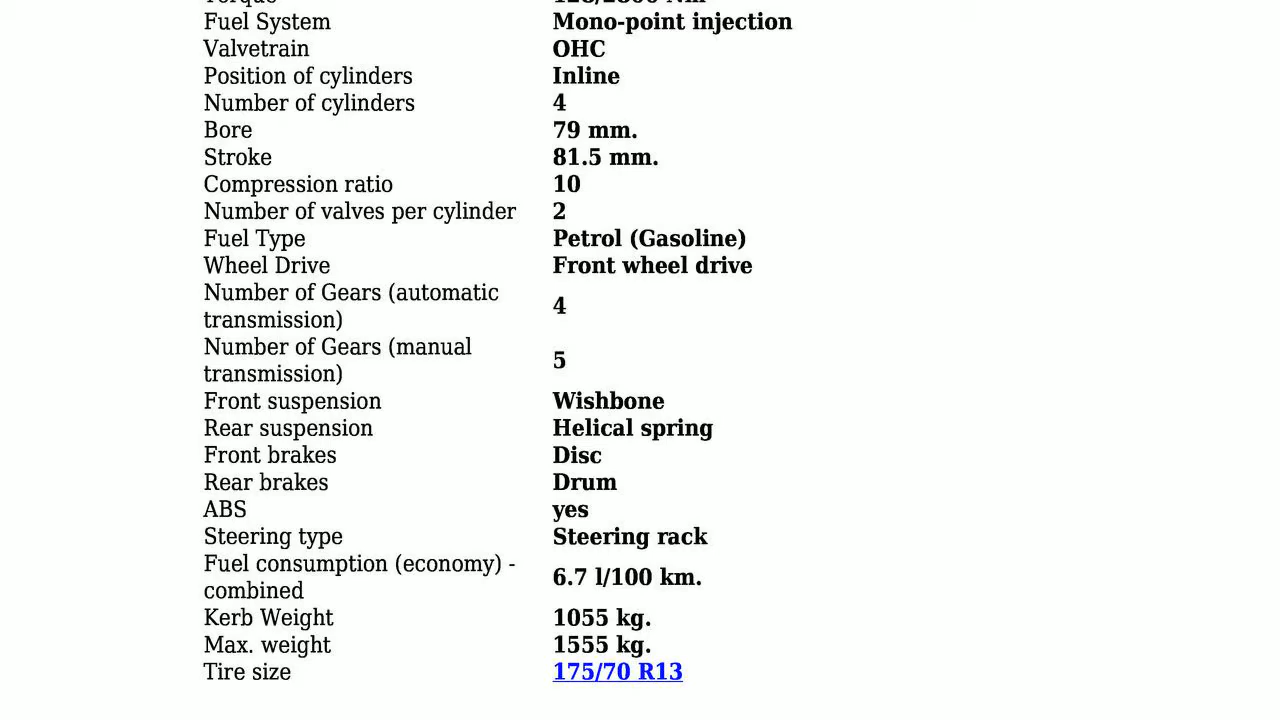 Fuel System Mono-point injection
Valvetrain OHC
Position of cylinders Inline
Number of cylinders 4
Bore 79 mm.
Stroke 81.5 mm.
Compression ratio 10
Number of valves per cylinder 2
Fuel Type Petrol (Gasoline)
Wheel Drive Front wheel drive
Number of Gears (automatic
transmission) 4
Number of Gears (manual
transmission) 5
Front suspension Wishbone
Rear suspension Helical spring
Front brakes Disc
Rear brakes Drum
ABS yes
Steering type Steering rack
Fuel consumption (economy) -
combined 6.7 l/100 km.
Kerb Weight 1055 kg.
Max. weight 1555 kg.
Tire size 175/70 R13